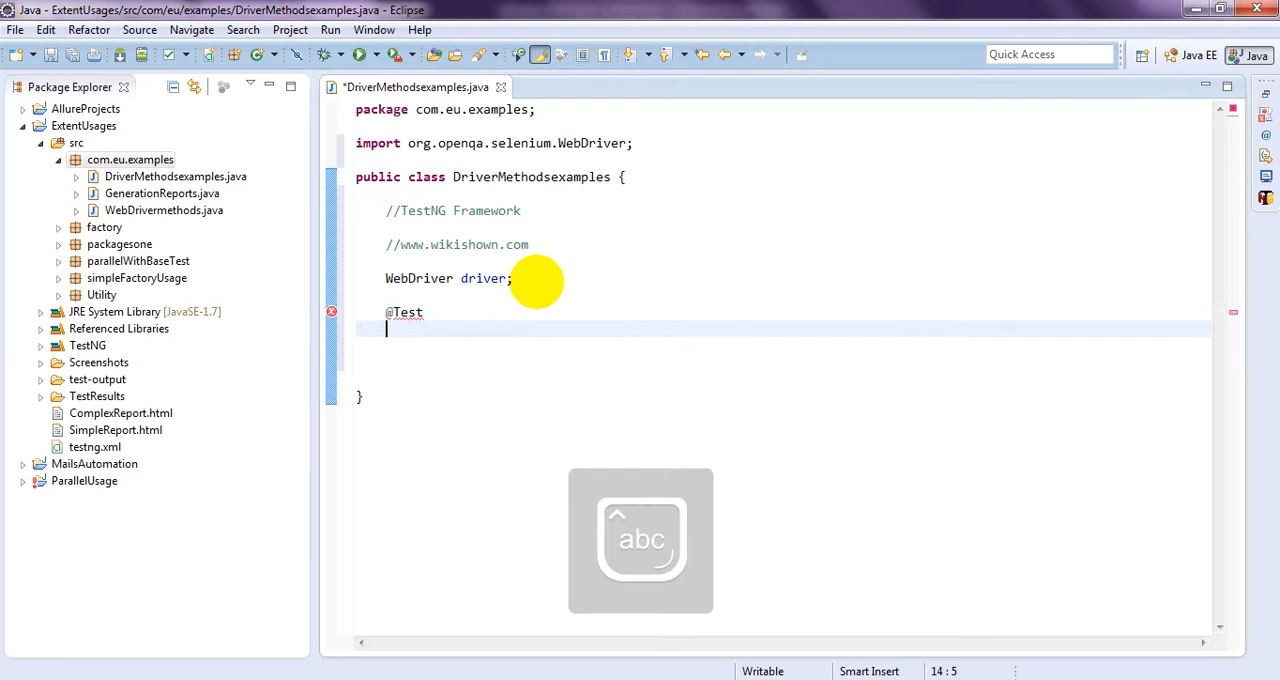 Java - ExtentUsages/src/com/eu/examples/DriverMethodsexamples.java - Eclipse
File Edit Refactor Source Navigate Search Project Run Window Help
Quick Access Java EE Java
Package Explorer
AllureProjects
ExtentUsages
src
com.eu.examples
DriverMethodsexamples.java
GenerationReports.java
WebDrivermethods.java
factory
packagesone
parallelWithBaseTest
simpleFactoryUsage
Utility
JRE System Library [JavaSE-1.7]
Referenced Libraries
TestNG
Screenshots
test-output
TestResults
ComplexReport.html
SimpleReport.html
testng.xml
MailsAutomation
ParallelUsage
*DriverMethodsexamples.java
package com.eu.examples;
import org.openqa.selenium.WebDriver;
public class DriverMethodsexamples {
//TestNG Framework
//www.wikishown.com
WebDriver driver;
@Test
}
abc
Writable Smart Insert 14 : 5